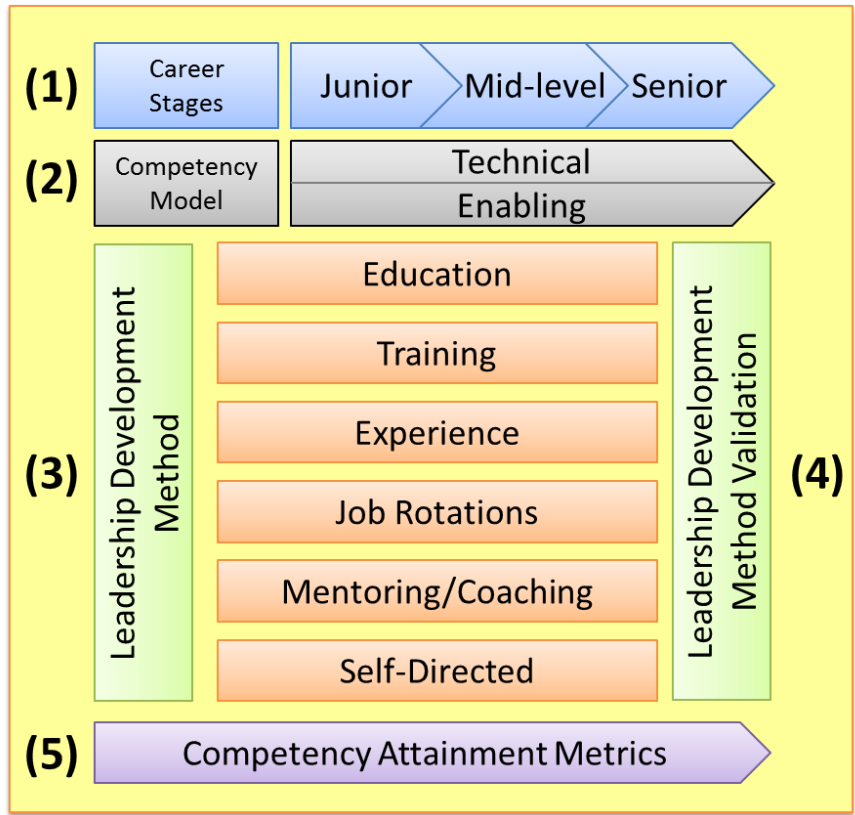 (1)
Career
Stages
Junior
Mid-level
Senior
(2)
Competency
Model
Technical
Enabling
(3)
Leadership Development
Method
Education
Training
Experience
Job Rotations
Mentoring/Coaching
Self-Directed
Leadership Development
Method Validation
(4)
(5)
Competency Attainment Metrics